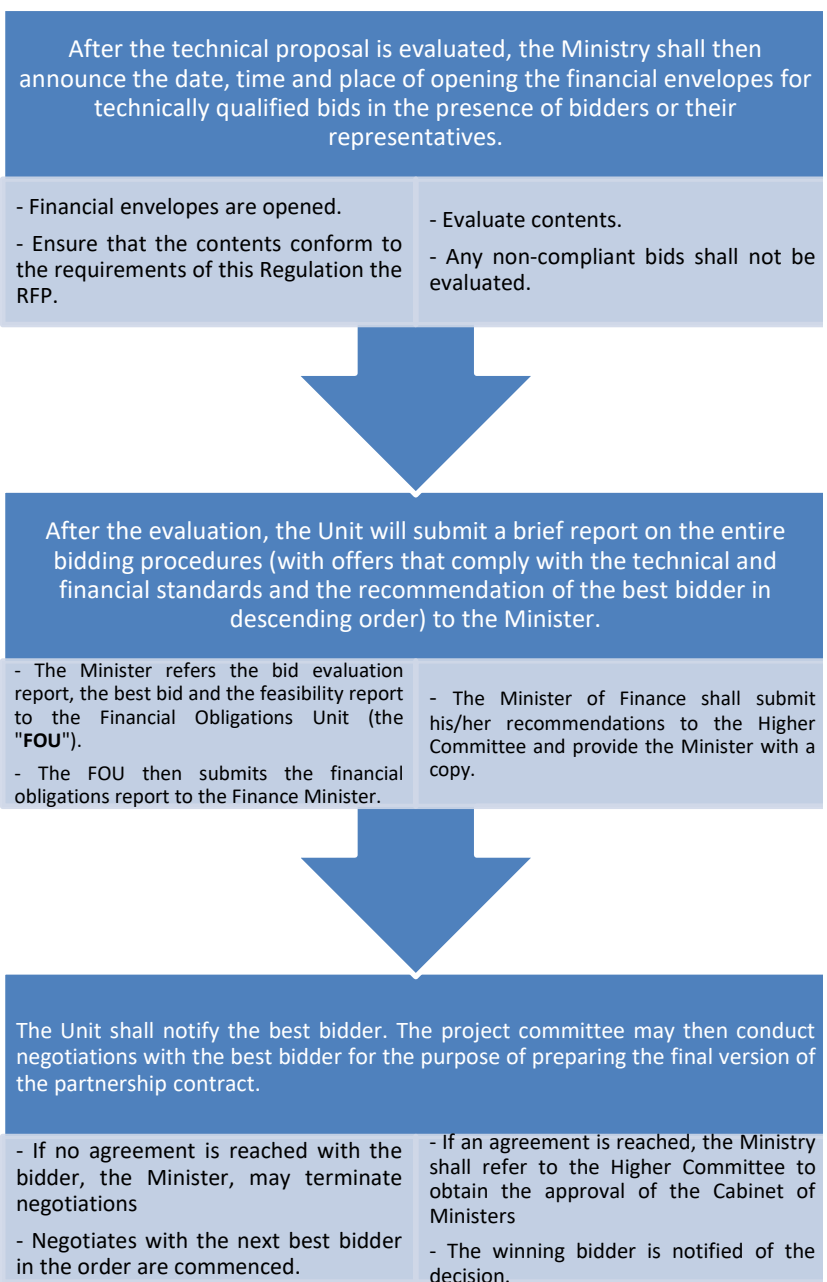 After the technical proposal is evaluated, the Ministry shall then
announce the date, time and place of opening the financial envelopes for
technically qualified bids in the presence of bidders or their
representatives.
- Financial envelopes are opened.
- Ensure that the contents conform to
the requirements of this Regulation the
RFP.
- Evaluate contents.
- Any non-compliant bids shall not be
evaluated.
After the evaluation, the Unit will submit a brief report on the entire
bidding procedures (with offers that comply with the technical and
financial standards and the recommendation of the best bidder in
descending order) to the Minister.
- The Minister refers the bid evaluation
report, the best bid and the feasibility report
to the Financial Obligations Unit (the
"FOU").
- The FOU then submits the financial
obligations report to the Finance Minister.
- The Minister of Finance shall submit
his/her recommendations to the Higher
Committee and provide the Minister with a
copy.
The Unit shall notify the best bidder. The project committee may then conduct
negotiations with the best bidder for the purpose of preparing the final version of
the partnership contract.
- If no agreement is reached with the
bidder, the Minister, may terminate
negotiations
- Negotiates with the next best bidder
in the order are commenced.
- If an agreement is reached, the Ministry
shall refer to the Higher Committee to
obtain the approval of the Cabinet of
Ministers
- The winning bidder is notified of the
decision.